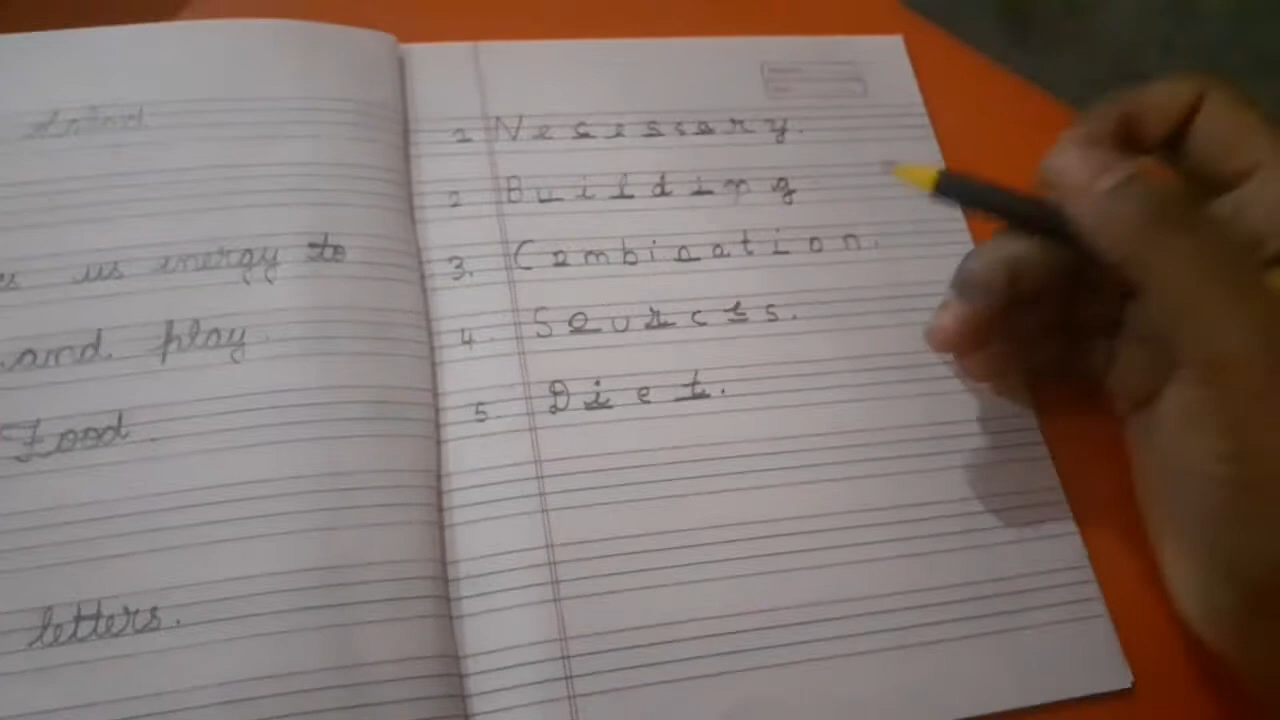 us energy to
and play.
Food.
letters.
1 Necessary.
2 Building
3. Combination.
4. Sources.
5. Diet.